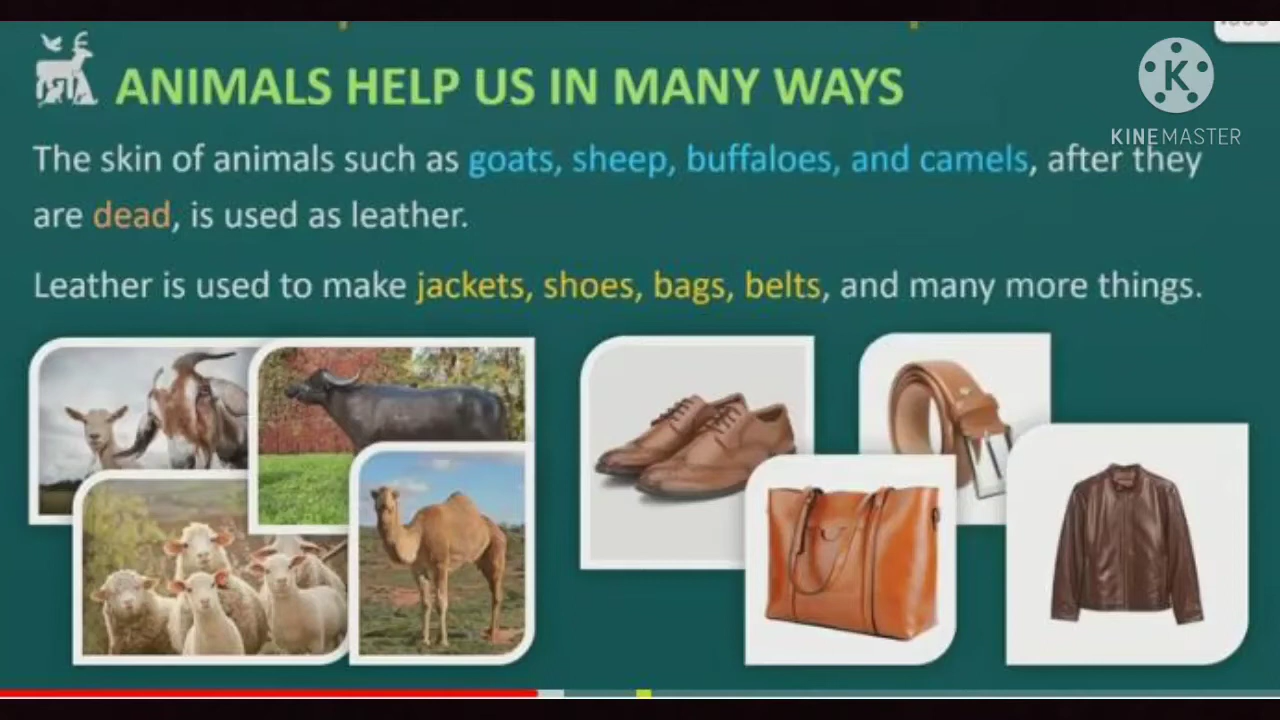 ANIMALS HELP US IN MANY WAYS
K
KINEMASTER
The skin of animals such as goats, sheep, buffaloes, and camels, after they
are dead, is used as leather.
Leather is used to make jackets, shoes, bags, belts, and many more things.